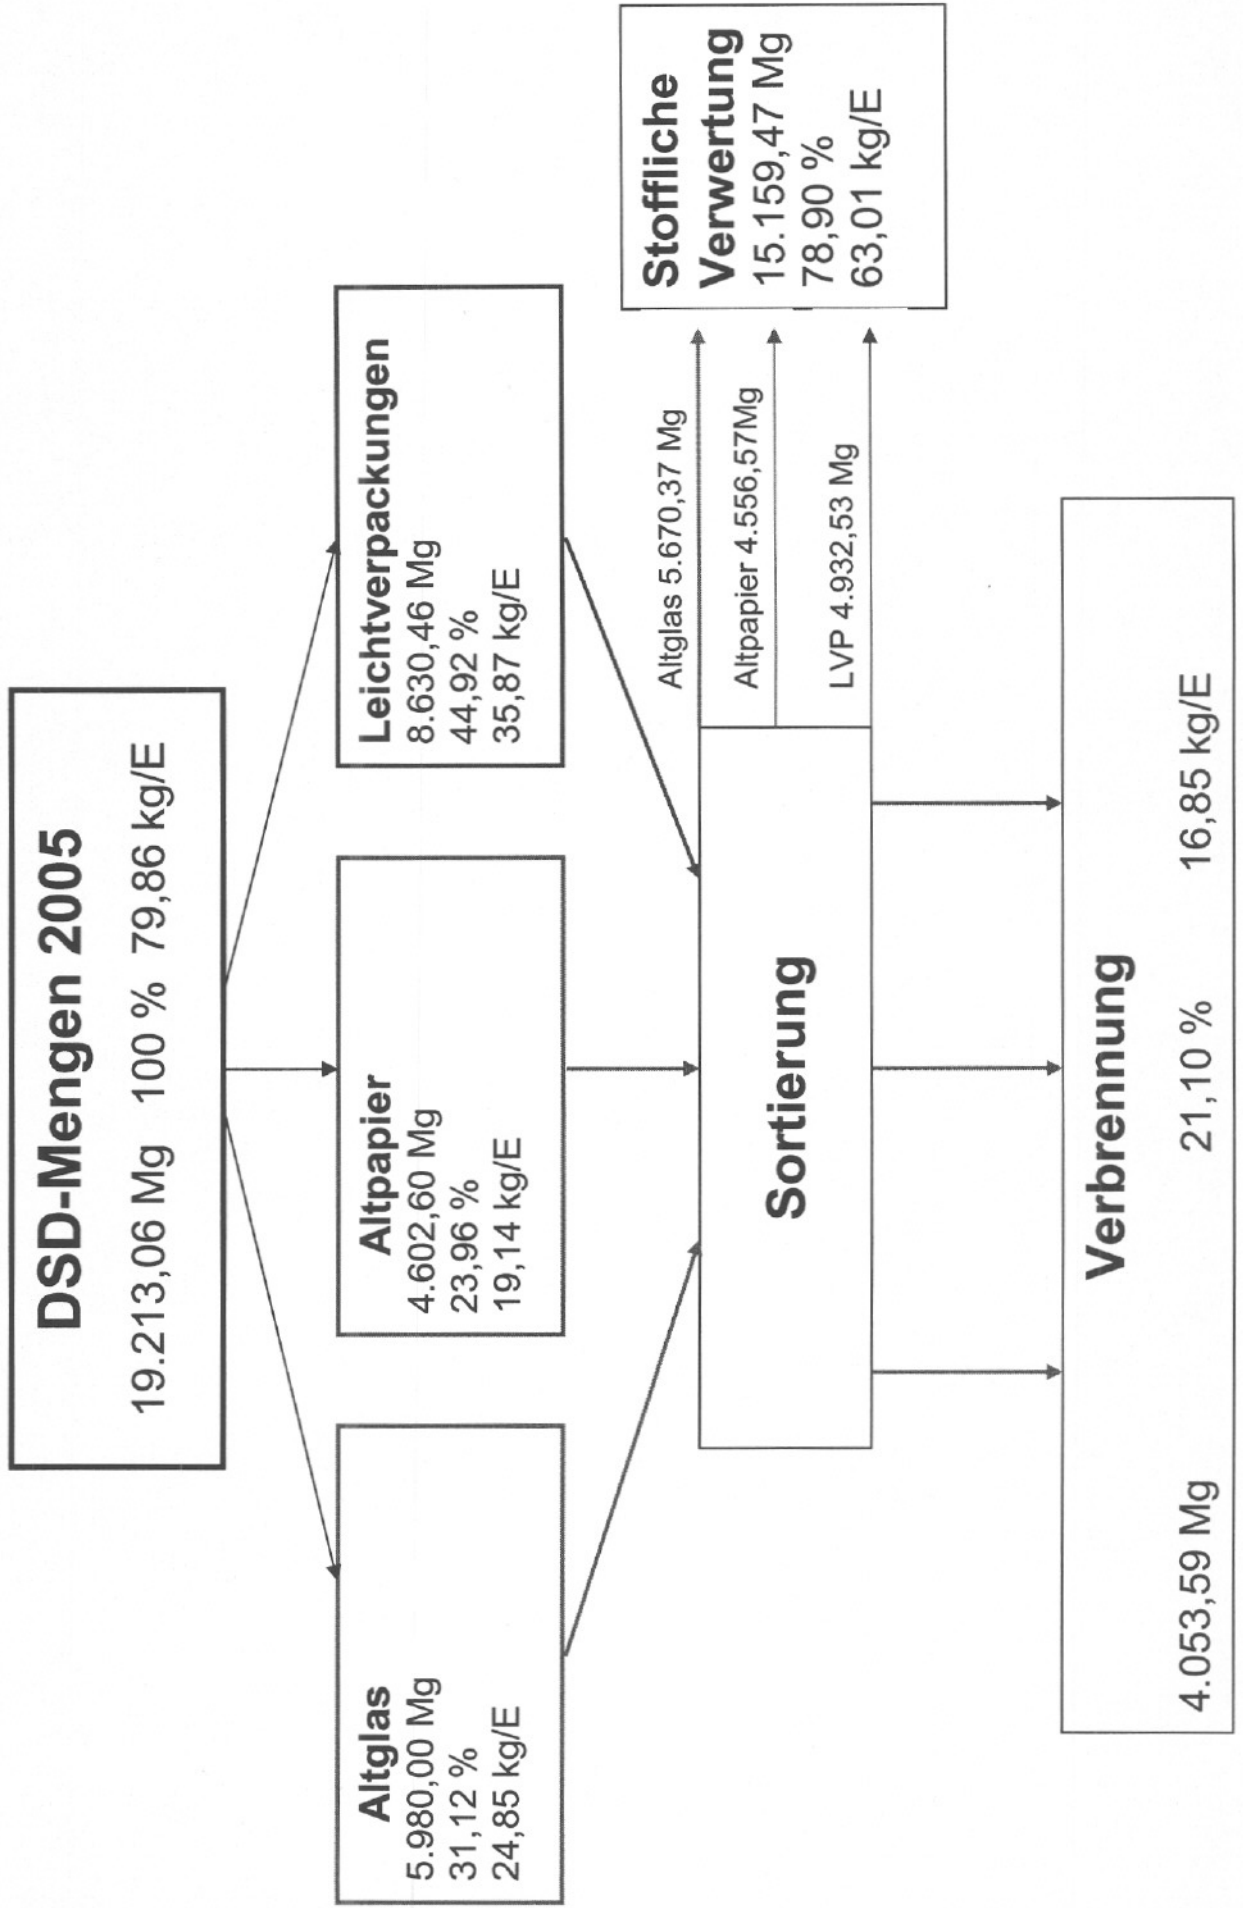 DSD-Mengen 2005
19.213,06 Mg 100 % 79,86 kg/E
Altglas
5.980,00 Mg
31,12 %
24,85 kg/E
Altpapier
4.602,60 Mg
23,96 %
19,14 kg/E
Leichtverpackungen
8.630,46 Mg
44,92 %
35,87 kg/E
Sortierung
Altglas 5.670,37 Mg
Altpapier 4.556,57Mg
LVP 4.932,53 Mg
Stoffliche
Verwertung
15.159,47 Mg
78,90 %
63,01 kg/E
Verbrennung
4.053,59 Mg 21,10 % 16,85 kg/E